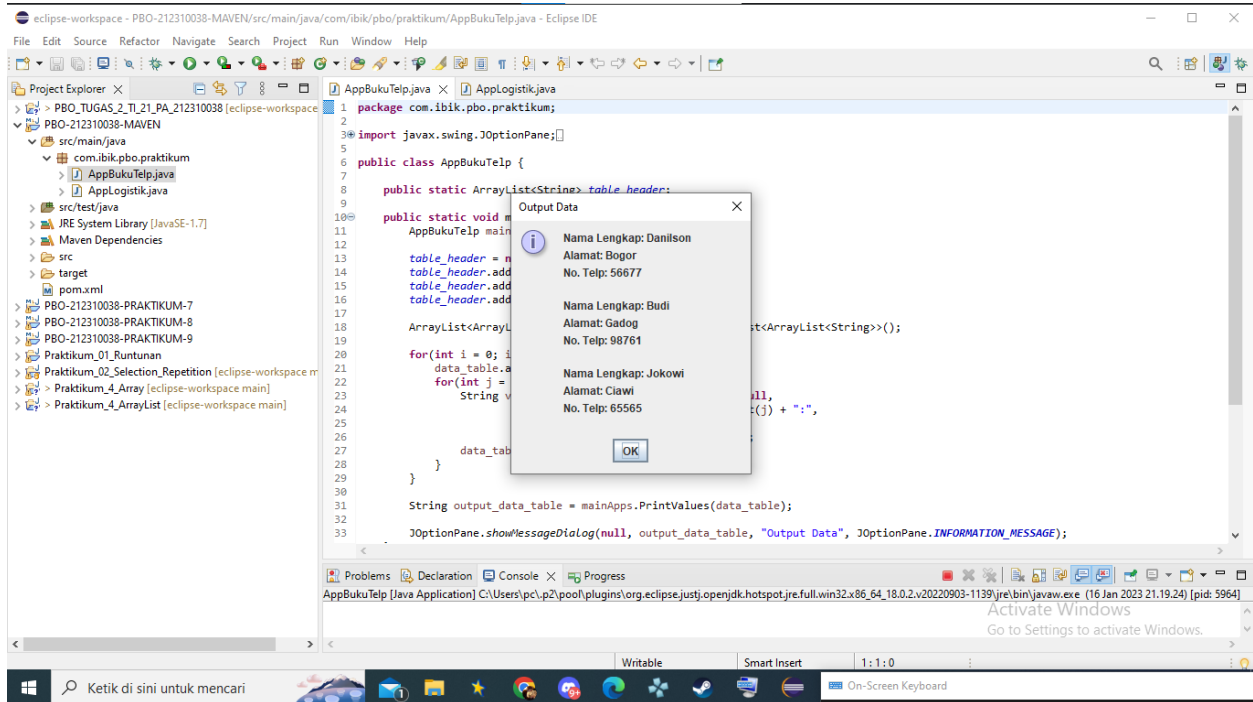 eclipse-workspace - PBO-212310038-MAVEN/src/main/java/com/ibik/pbo/praktikum/AppBukuTelp.java - Eclipse IDE
File Edit Source Refactor Navigate Search Project Run Window Help
Project Explorer
> PBO_TUGAS_2_TI_21_PA_212310038 [eclipse-workspace
PBO-212310038-MAVEN
src/main/java
com.ibik.pbo.praktikum
AppBukuTelp.java
AppLogistik.java
src/test/java
JRE System Library [JavaSE-1.7]
Maven Dependencies
src
target
pom.xml
PBO-212310038-PRAKTIKUM-7
PBO-212310038-PRAKTIKUM-8
PBO-212310038-PRAKTIKUM-9
Praktikum_01_Runtunan
Praktikum_02_Selection_Repetition [eclipse-workspace m
> Praktikum_4_Array [eclipse-workspace main]
> Praktikum_4_ArrayList [eclipse-workspace main]
AppBukuTelp.java AppLogistik.java
1 package com.ibik.pbo.praktikum;
2
3 import javax.swing.JOptionPane;
5
6 public class AppBukuTelp {
7
8 public static ArrayList<String> table_header;
9
10 public static void m
11 AppBukuTelp main
12
13 table_header = n
14 table_header.add
15 table_header.add
16 table_header.add
17
18 ArrayList<ArrayL st<ArrayList<String>>();
19
20 for(int i = 0; i
21 data_table.a
22 for(int j =
23 String v ull,
24 t(j) + ":",
25
26 ;
27 data_tab
28 }
29 }
30
31 String output_data_table = mainApps.PrintValues(data_table);
32
33 JOptionPane.showMessageDialog(null, output_data_table, "Output Data", JOptionPane.INFORMATION_MESSAGE);
Output Data
Nama Lengkap: Danilson
Alamat: Bogor
No. Telp: 56677
Nama Lengkap: Budi
Alamat: Gadog
No. Telp: 98761
Nama Lengkap: Jokowi
Alamat: Ciawi
No. Telp: 65565
OK
Problems Declaration Console Progress
AppBukuTelp [Java Application] C:\Users\pc\.p2\pool\plugins\org.eclipse.justj.openjdk.hotspot.jre.full.win32.x86_64_18.0.2.v20220903-1139\jre\bin\javaw.exe (16 Jan 2023 21.19.24) [pid: 5964]
Activate Windows
Go to Settings to activate Windows.
Writable Smart Insert 1 : 1 : 0
Ketik di sini untuk mencari
On-Screen Keyboard